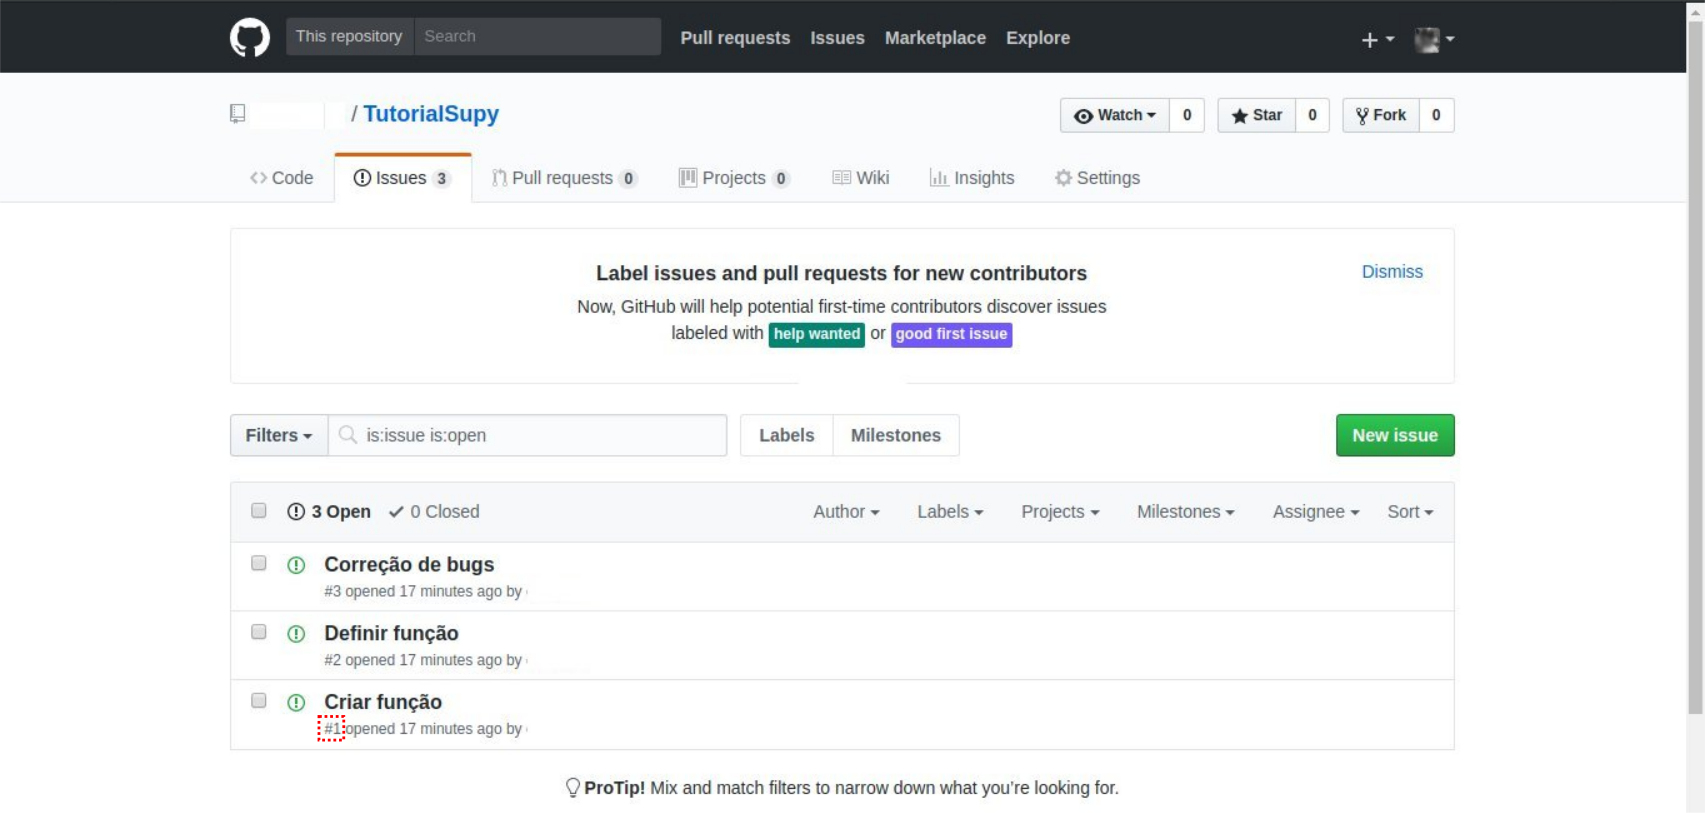 This repository Search Pull requests Issues Marketplace Explore
/ TutorialSupy Watch 0 Star 0 Fork 0
Code Issues 3 Pull requests 0 Projects 0 Wiki Insights Settings
Label issues and pull requests for new contributors Dismiss
Now, GitHub will help potential first-time contributors discover issues
labeled with help wanted or good first issue
Filters is:issue is:open Labels Milestones New issue
3 Open 0 Closed Author Labels Projects Milestones Assignee Sort
Correção de bugs
#3 opened 17 minutes ago by
Definir função
#2 opened 17 minutes ago by
Criar função
#1 opened 17 minutes ago by
ProTip! Mix and match filters to narrow down what you’re looking for.